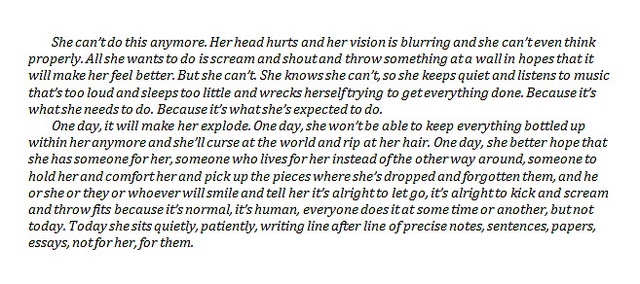 She can't do this anymore. Her head hurts and her vision is blurring and she can't even think
properly. All she wants to do is scream and shout and throw something at a wall in hopes that it
will make her feel better. But she can't. She knows she can't, so she keeps quiet and listens to music
that's too loud and sleeps too little and wrecks herself trying to get everything done. Because it's
what she needs to do. Because it's what she's expected to do.
One day, it will make her explode. One day, she won't be able to keep everything bottled up
within her anymore and she'll curse at the world and rip at her hair. One day, she better hope that
she has someone for her, someone who lives for her instead of the other way around, someone to
hold her and comfort her and pick up the pieces where she's dropped and forgotten them, and he
or she or they or whoever will smile and tell her it's alright to let go, it's alright to kick and scream
and throw fits because it's normal, it's human, everyone does it at some time or another, but not
today. Today she sits quietly, patiently, writing line after line of precise notes, sentences, papers,
essays, not for her, for them.